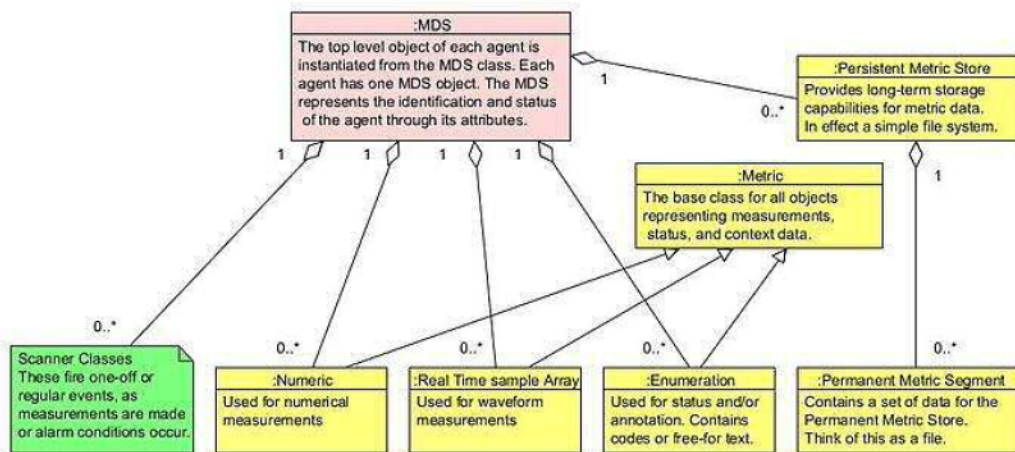 :MDS
The top level object of each agent is
instantiated from the MDS class. Each
agent has one MDS object. The MDS
represents the identification and status
of the agent through its attributes.
1
0..*
:Persistent Metric Store
Provides long-term storage
capabilities for metric data.
In effect a simple file system.
1
1
1
1
1
:Metric
The base class for all objects
representing measurements,
status, and context data.
0..*
0..*
0..*
0..*
0..*
Scanner Classes
These fire one-off or
regular events, as
measurements are made
or alarm conditions occur.
:Numeric
Used for numerical
measurements
:Real Time sample Array
Used for waveform
measurements
:Enumeration
Used for status and/or
annotation. Contains
codes or free-for text.
:Permanent Metric Segment
Contains a set of data for the
Permanent Metric Store.
Think of this as a file.